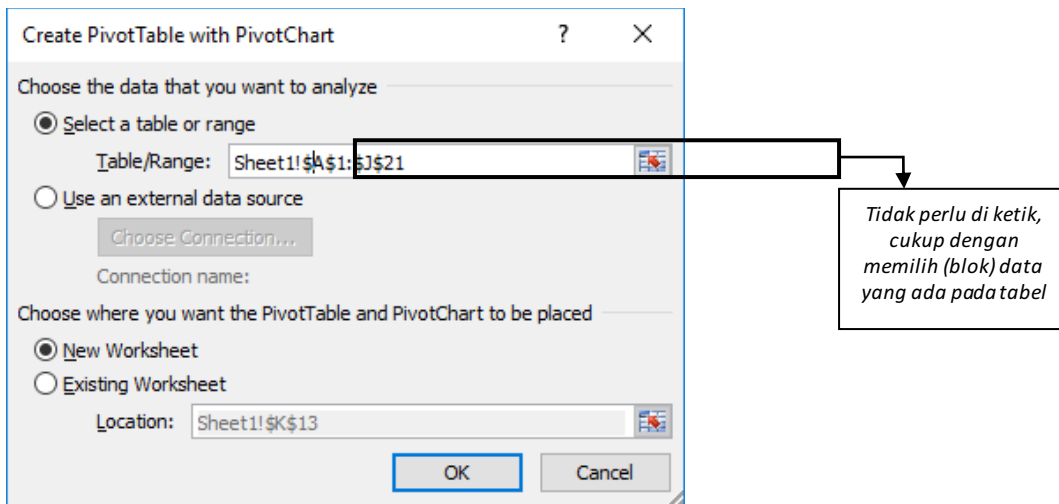 Create PivotTable with PivotChart ?
Choose the data that you want to analyze
Select a table or range
Table/Range: Sheet1!$A$1:$J$21
Use an external data source
Choose Connection...
Connection name:
Choose where you want the PivotTable and PivotChart to be placed
New Worksheet
Existing Worksheet
Location: Sheet1!$K$13
OK Cancel
Tidak perlu di ketik,
cukup dengan
memilih (blok) data
yang ada pada tabel